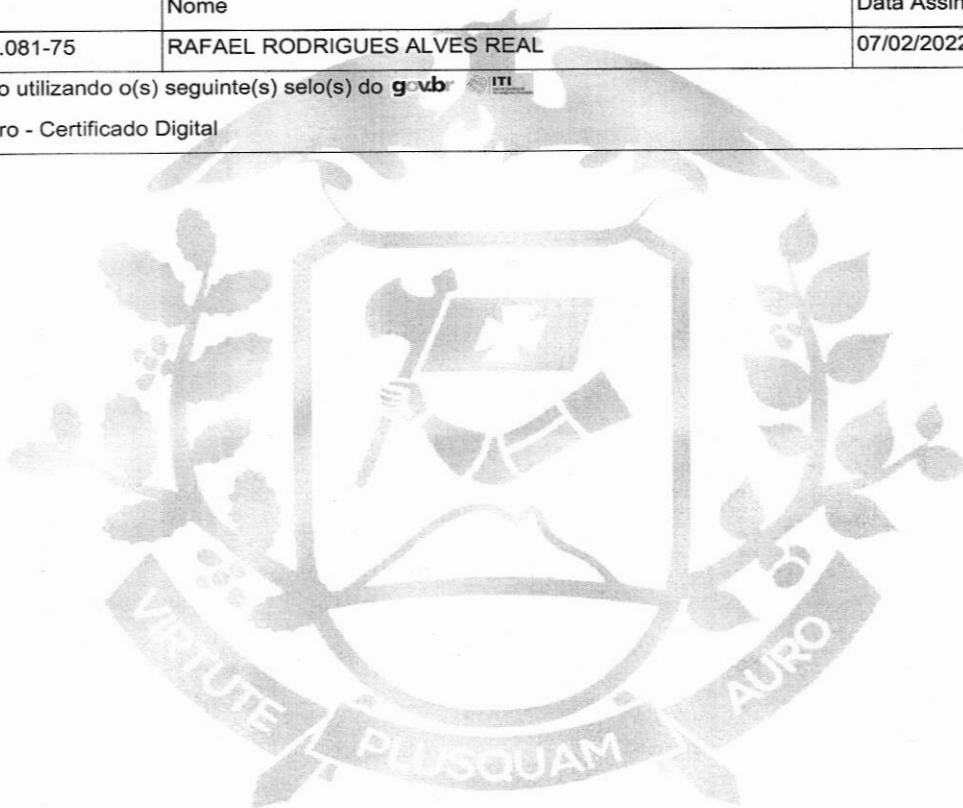 Nome Data Assin
.081-75 RAFAEL RODRIGUES ALVES REAL 07/02/2022
o utilizando o(s) seguinte(s) selo(s) do gov.br ITI
ro - Certificado Digital
VIRTUTE PLUSQUAM AURO